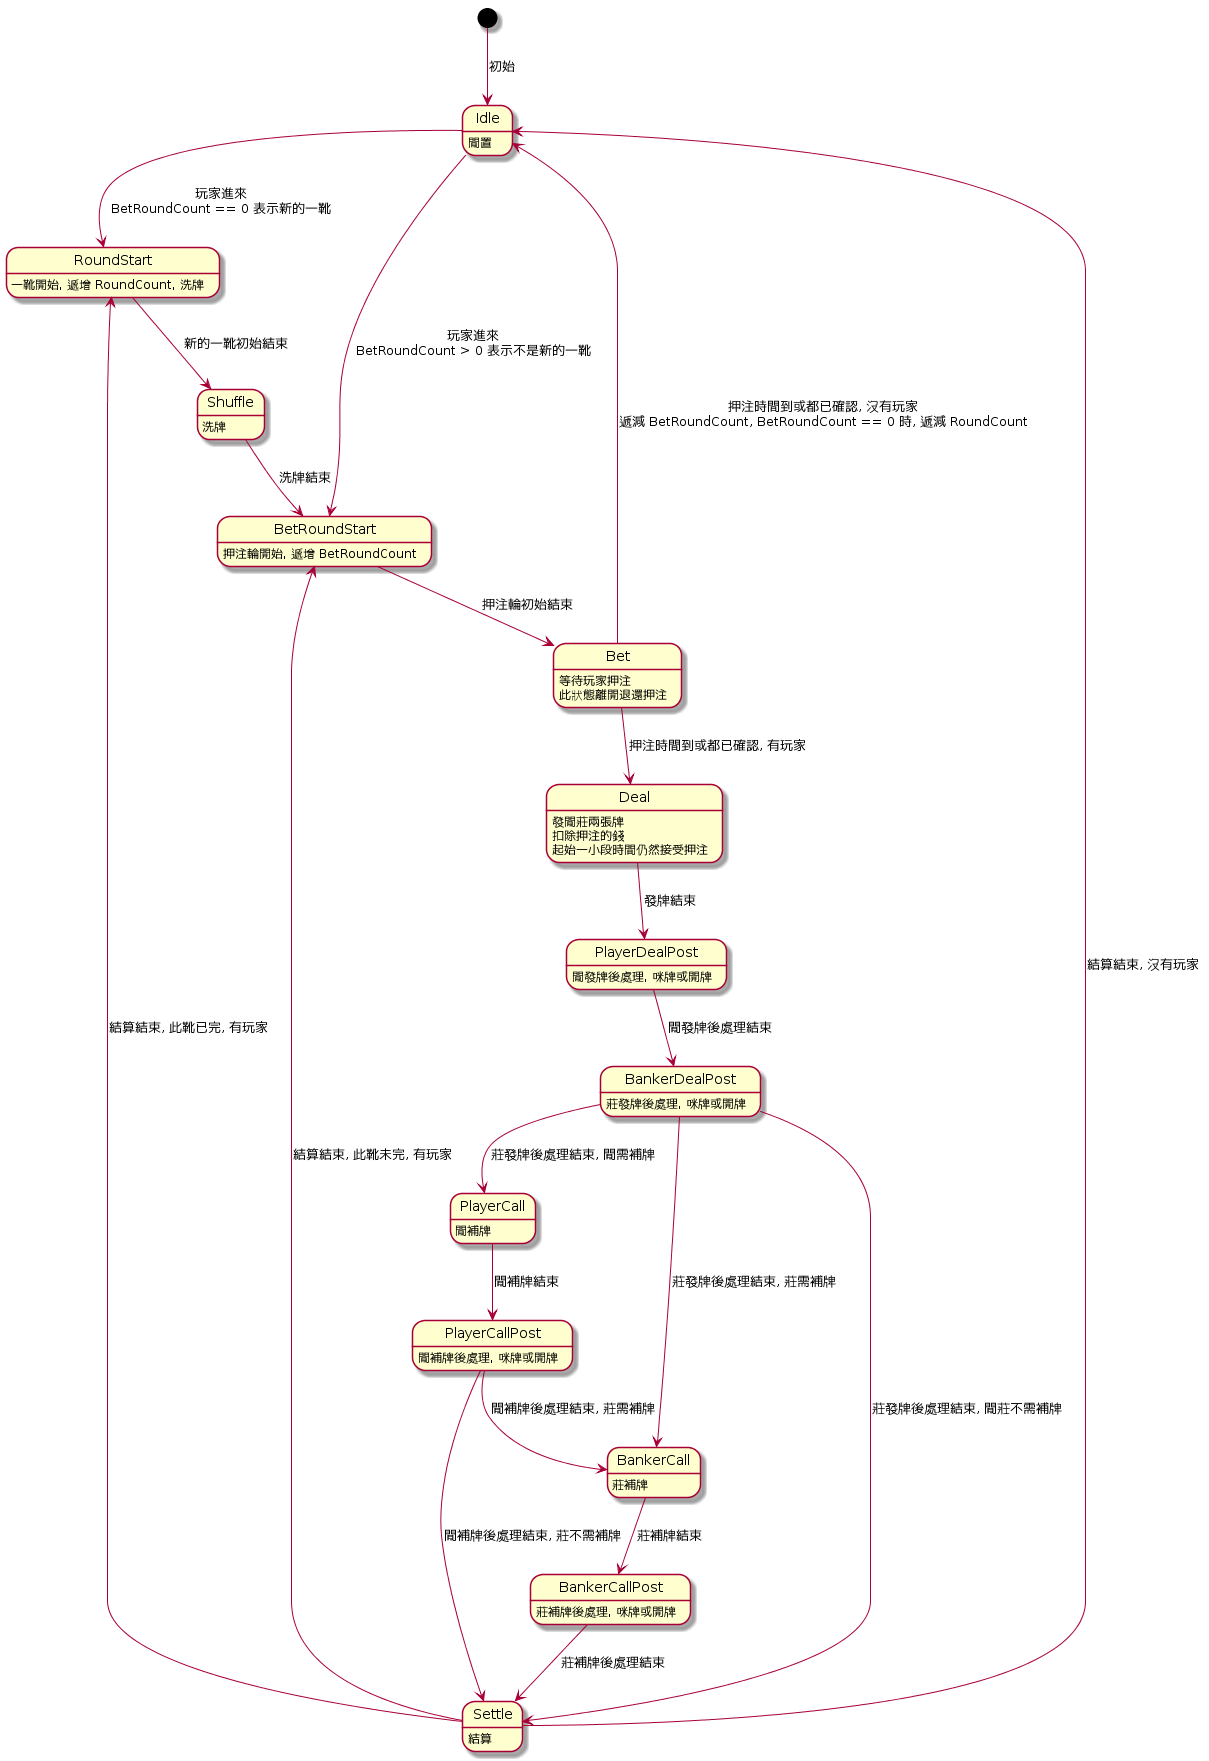 初始
Idle
閒置
玩家進來
BetRoundCount == 0 表示新的一靴
RoundStart
一靴開始, 遞增 RoundCount, 洗牌
新的一靴初始結束
玩家進來
BetRoundCount > 0 表示不是新的一靴
Shuffle
洗牌
押注時間到或都已確認, 沒有玩家
遞減 BetRoundCount, BetRoundCount == 0 時, 遞減 RoundCount
洗牌結束
BetRoundStart
押注輪開始, 遞增 BetRoundCount
押注輪初始結束
Bet
等待玩家押注
此狀態離開退還押注
押注時間到或都已確認, 有玩家
Deal
發閒莊兩張牌
扣除押注的錢
起始一小段時間仍然接受押注
發牌結束
PlayerDealPost
閒發牌後處理, 咪牌或開牌
結算結束, 沒有玩家
結算結束, 此靴已完, 有玩家
閒發牌後處理結束
BankerDealPost
莊發牌後處理, 咪牌或開牌
結算結束, 此靴未完, 有玩家
莊發牌後處理結束, 閒需補牌
PlayerCall
閒補牌
閒補牌結束
莊發牌後處理結束, 莊需補牌
PlayerCallPost
閒補牌後處理, 咪牌或開牌
閒補牌後處理結束, 莊需補牌
莊發牌後處理結束, 閒莊不需補牌
BankerCall
莊補牌
閒補牌後處理結束, 莊不需補牌
莊補牌結束
BankerCallPost
莊補牌後處理, 咪牌或開牌
莊補牌後處理結束
Settle
結算